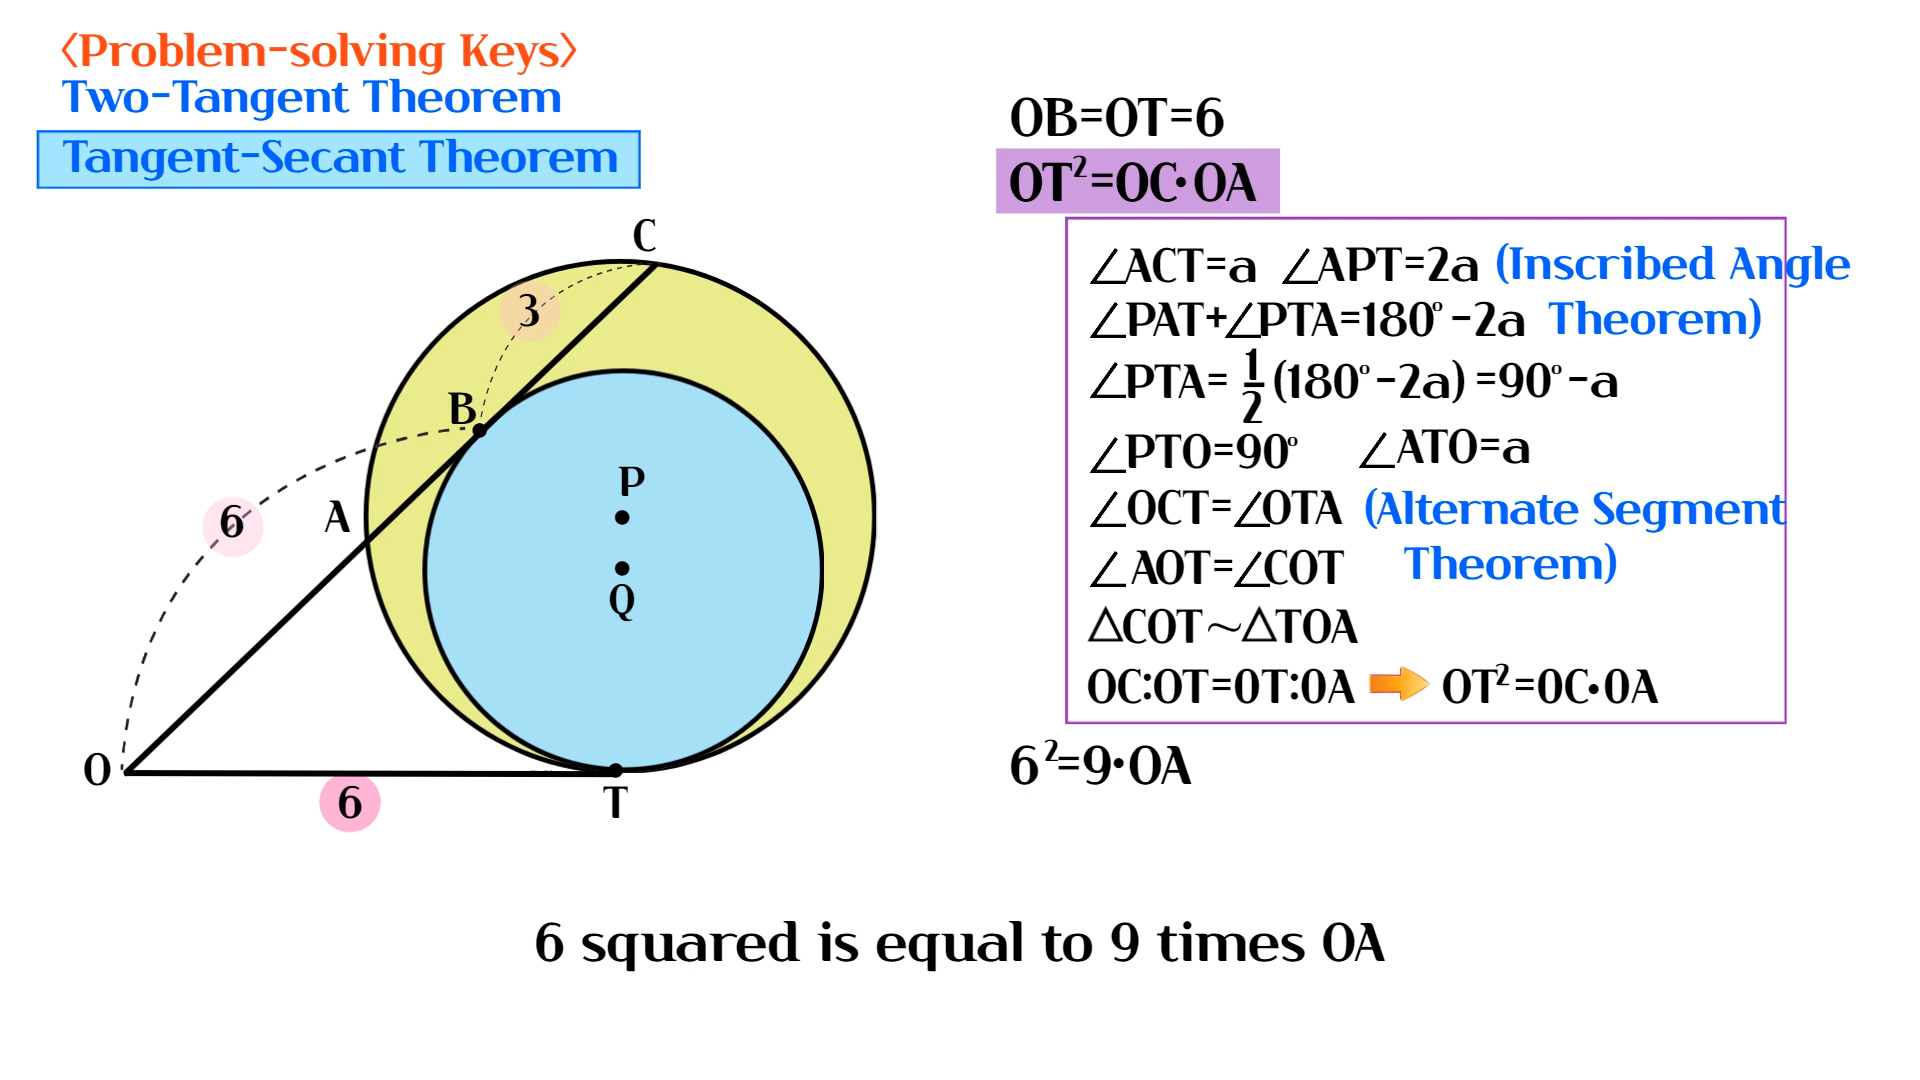 〈Problem-solving Keys〉
Two-Tangent Theorem
Tangent-Secant Theorem
C
3
B
P
A
6
Q
O
6
T
OB=OT=6
OT²=OC·OA
∠ACT=a ∠APT=2a (Inscribed Angle
∠PAT+∠PTA=180°-2a Theorem)
∠PTA= 1/2 (180°-2a) =90°-a
∠PTO=90° ∠ATO=a
∠OCT=∠OTA (Alternate Segment
∠AOT=∠COT Theorem)
△COT~△TOA
OC:OT=OT:OA ➡ OT²=OC·OA
6²=9·OA
6 squared is equal to 9 times OA